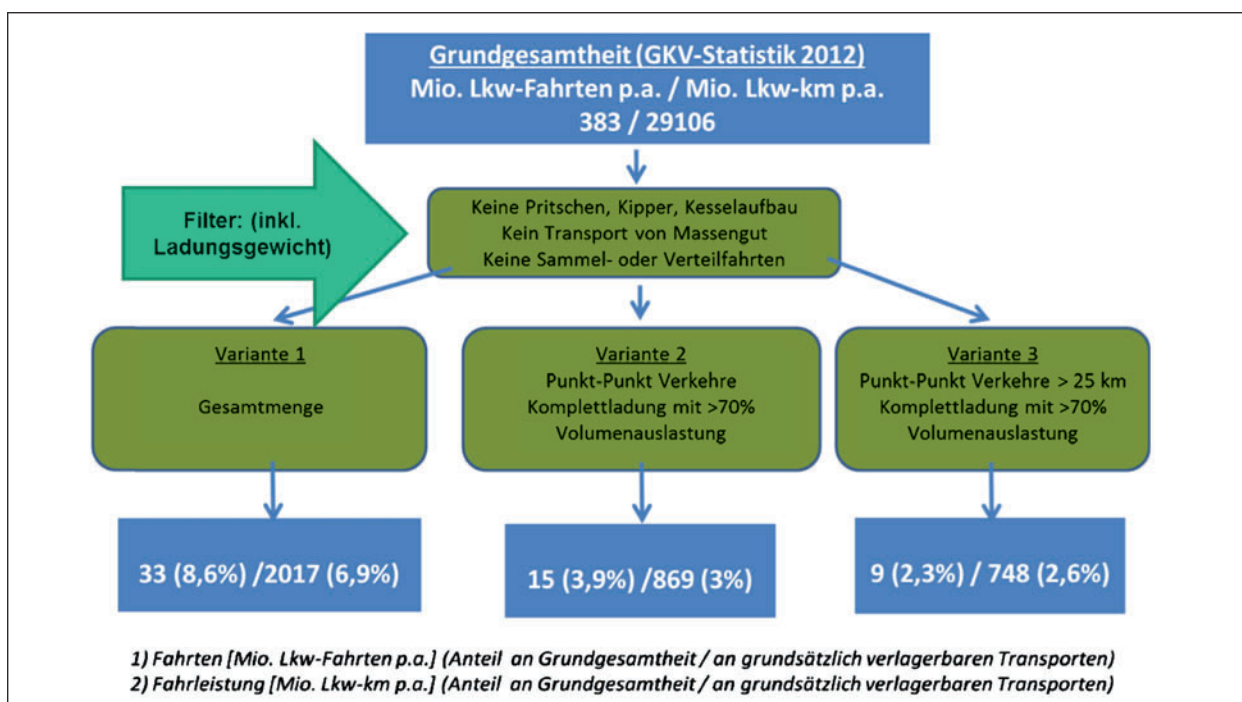 Grundgesamtheit (GKV-Statistik 2012)
Mio. Lkw-Fahrten p.a. / Mio. Lkw-km p.a.
383 / 29106
Filter: (inkl.
Ladungsgewicht)
Keine Pritschen, Kipper, Kesselaufbau
Kein Transport von Massengut
Keine Sammel- oder Verteilfahrten
Variante 1
Gesamtmenge
Variante 2
Punkt-Punkt Verkehre
Komplettladung mit >70%
Volumenauslastung
Variante 3
Punkt-Punkt Verkehre > 25 km
Komplettladung mit >70%
Volumenauslastung
33 (8,6%) /2017 (6,9%)
15 (3,9%) /869 (3%)
9 (2,3%) / 748 (2,6%)
1) Fahrten [Mio. Lkw-Fahrten p.a.] (Anteil an Grundgesamtheit / an grundsätzlich verlagerbaren Transporten)
2) Fahrleistung [Mio. Lkw-km p.a.] (Anteil an Grundgesamtheit / an grundsätzlich verlagerbaren Transporten)